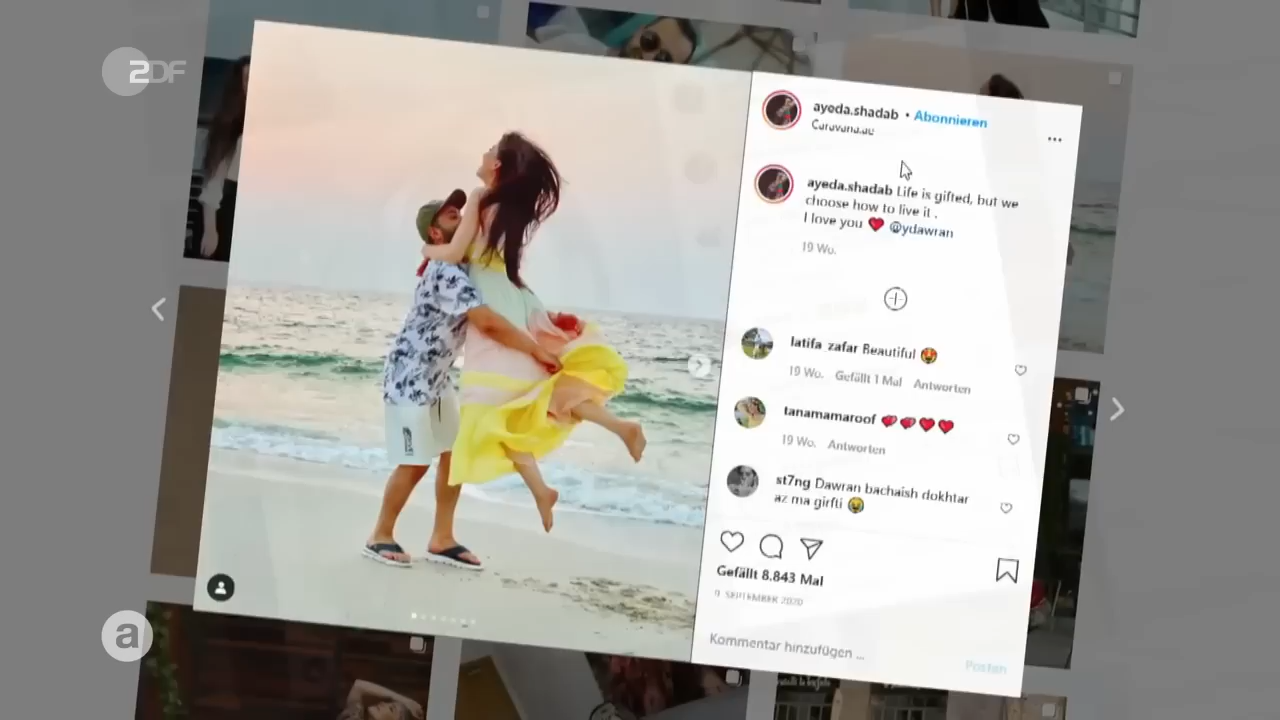 2DF
ayeda.shadab • Abonnieren
Caravana.ae
ayeda.shadab Life is gifted, but we
choose how to live it .
I love you ❤️ @ydawran
19 Wo.
latifa_zafar Beautiful 😍
19 Wo. Gefällt 1 Mal Antworten
tanamamaroof 💕💕❤️❤️
19 Wo. Antworten
st7ng Dawran bachaish dokhtar
az ma girfti 😂
Gefällt 8.843 Mal
9. SEPTEMBER 2020
Kommentar hinzufügen ...
Posten
a